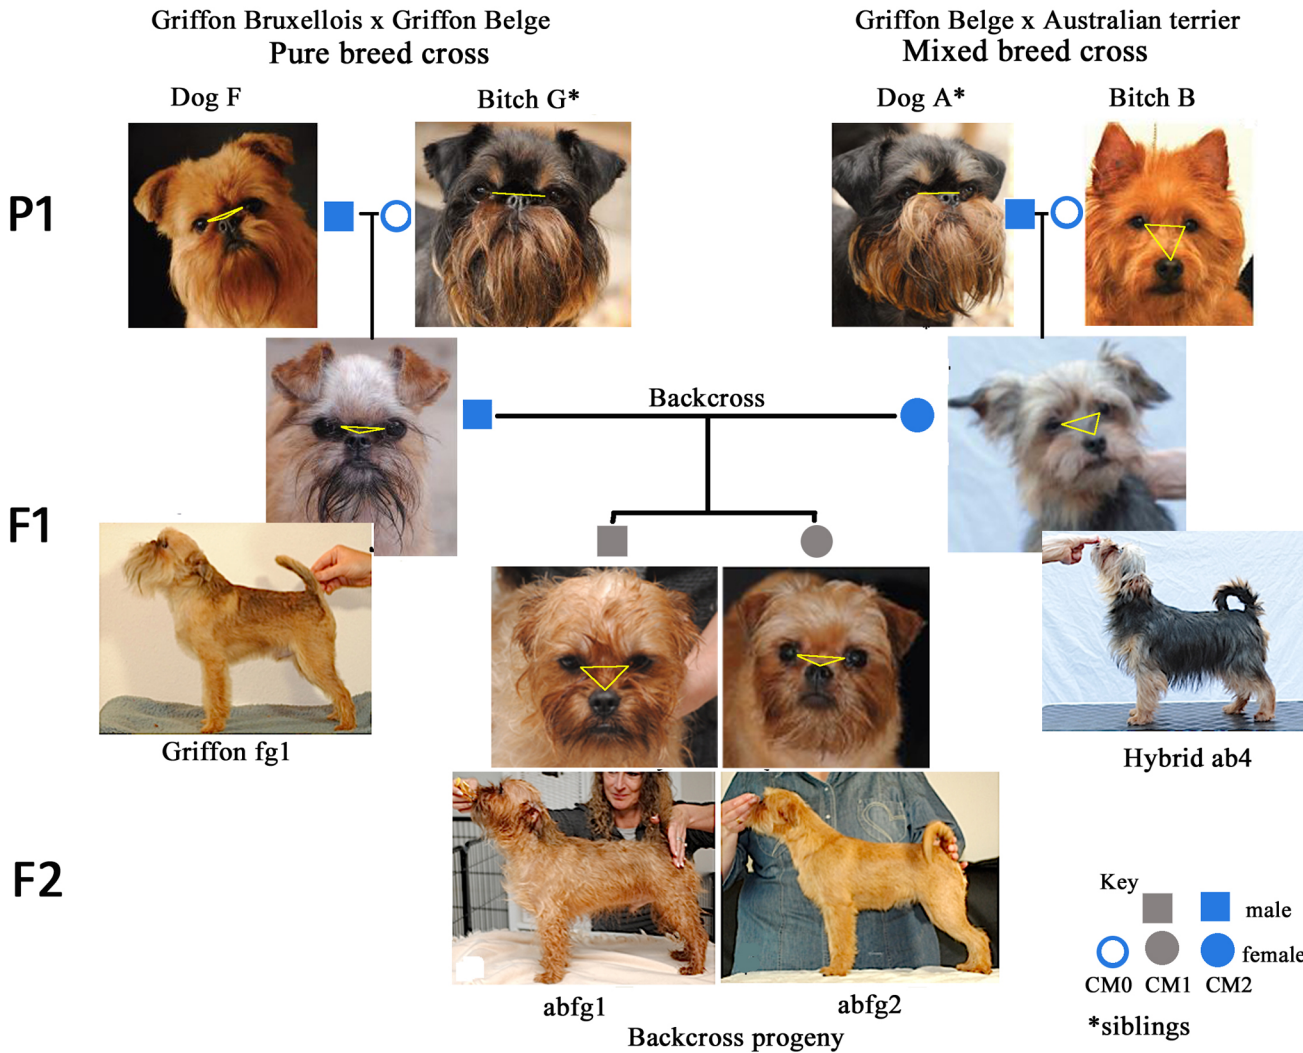 Griffon Bruxellois x Griffon Belge
Pure breed cross
Griffon Belge x Australian terrier
Mixed breed cross
Dog F
Bitch G*
Dog A*
Bitch B
P1
Backcross
F1
Griffon fg1
Hybrid ab4
F2
Key
male
female
CM0 CM1 CM2
*siblings
abfg1
abfg2
Backcross progeny